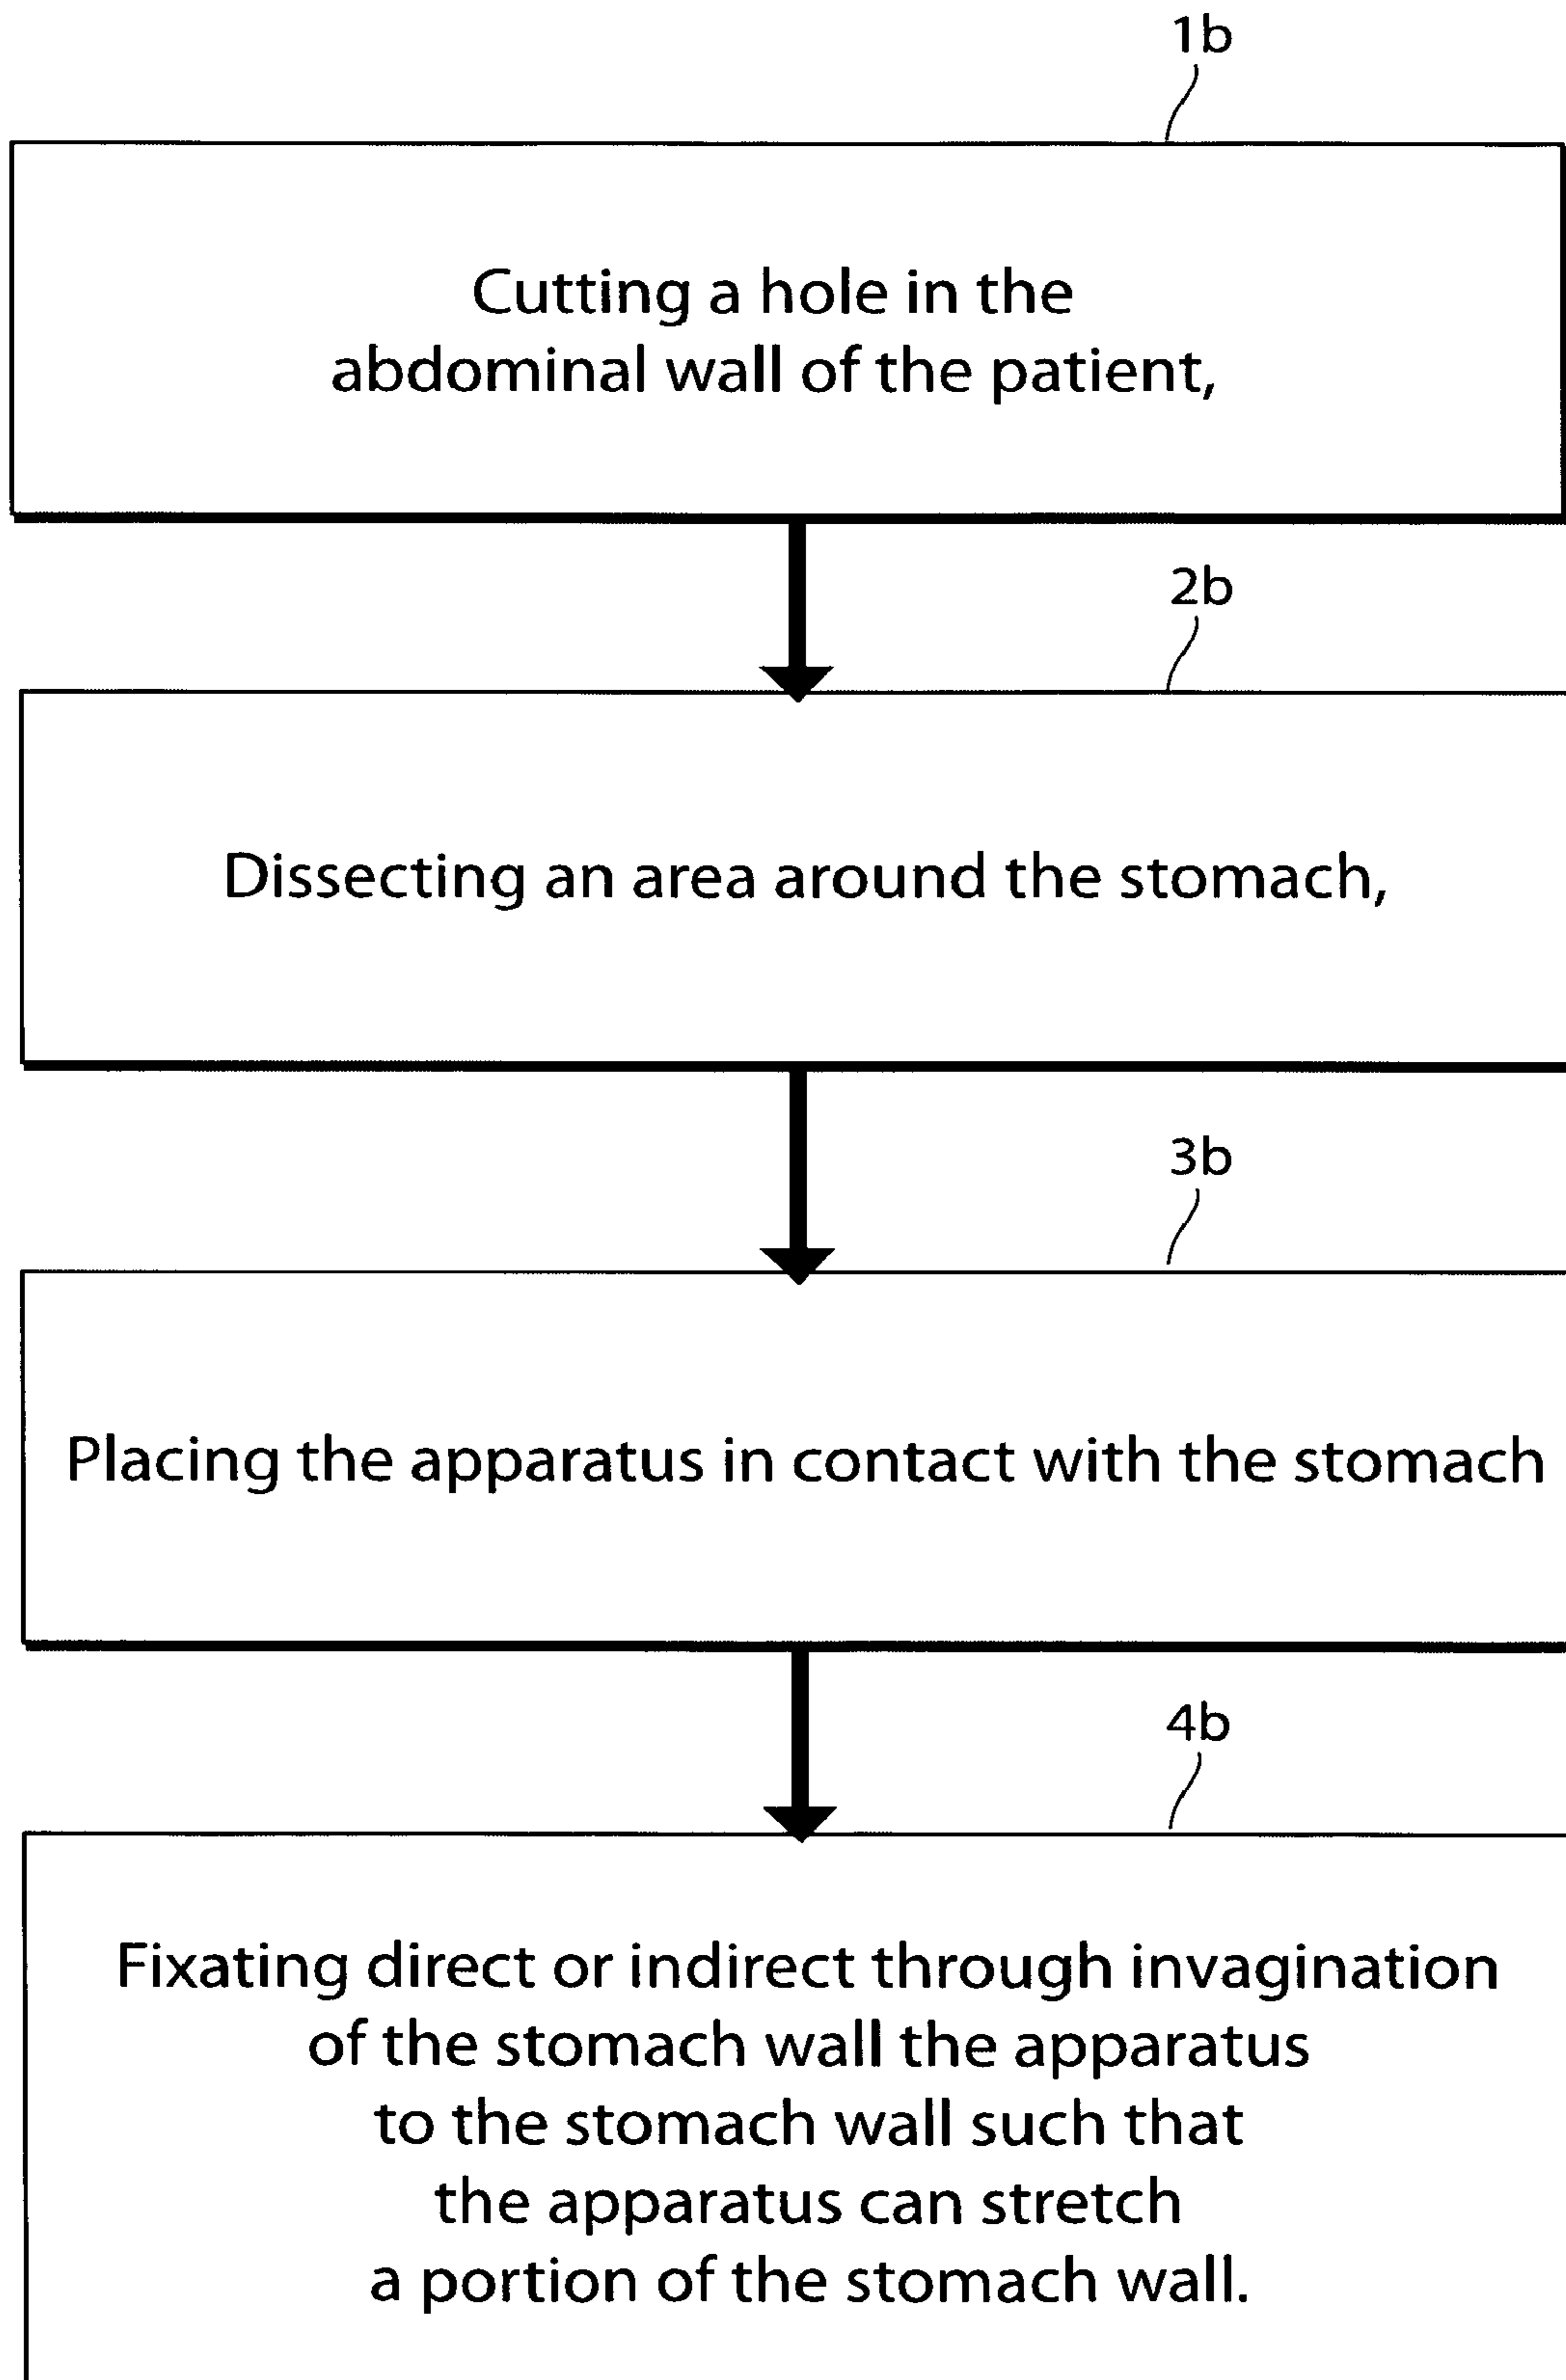 1b
Cutting a hole in the
abdominal wall of the patient,
2b
Dissecting an area around the stomach,
3b
Placing the apparatus in contact with the stomach
4b
Fixating direct or indirect through invagination
of the stomach wall the apparatus
to the stomach wall such that
the apparatus can stretch
a portion of the stomach wall.